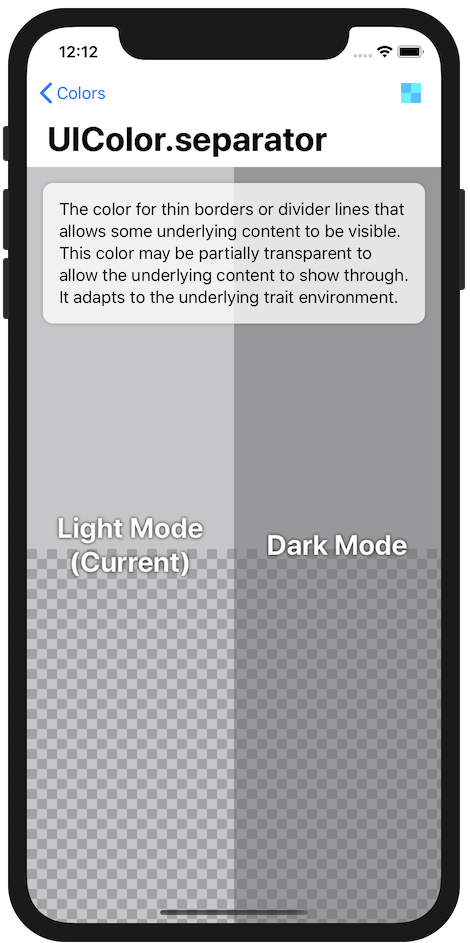 12:12
Colors
UIColor.separator
The color for thin borders or divider lines that
allows some underlying content to be visible.
This color may be partially transparent to
allow the underlying content to show through.
It adapts to the underlying trait environment.
Light Mode
(Current)
Dark Mode